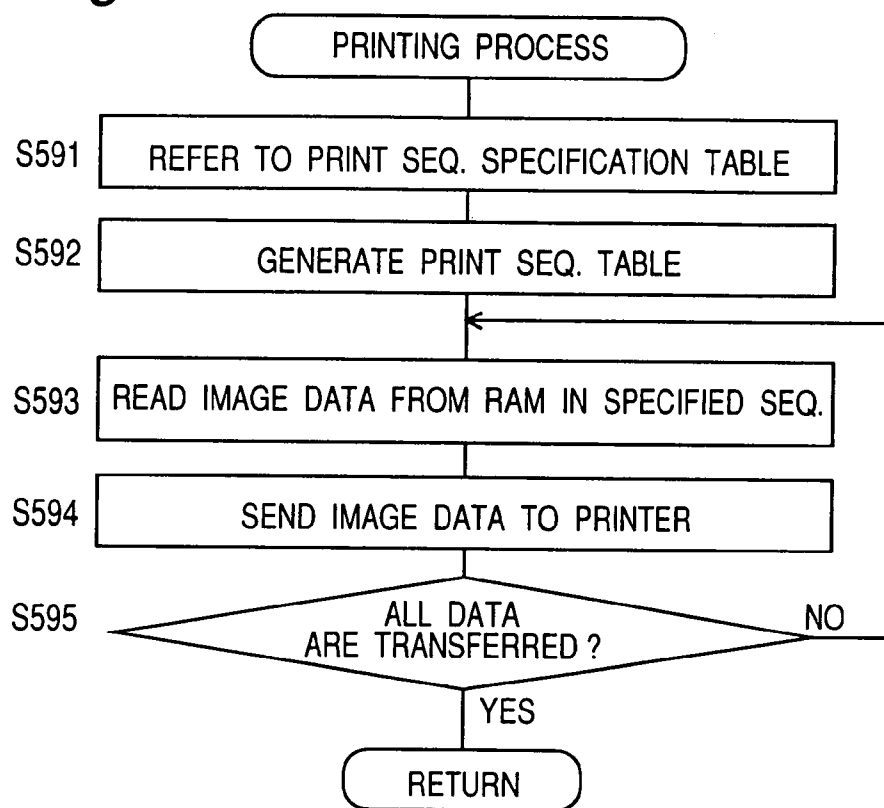 PRINTING PROCESS
S591 REFER TO PRINT SEQ. SPECIFICATION TABLE
S592 GENERATE PRINT SEQ. TABLE
S593 READ IMAGE DATA FROM RAM IN SPECIFIED SEQ.
S594 SEND IMAGE DATA TO PRINTER
S595 ALL DATA
ARE TRANSFERRED ?
NO
YES
RETURN